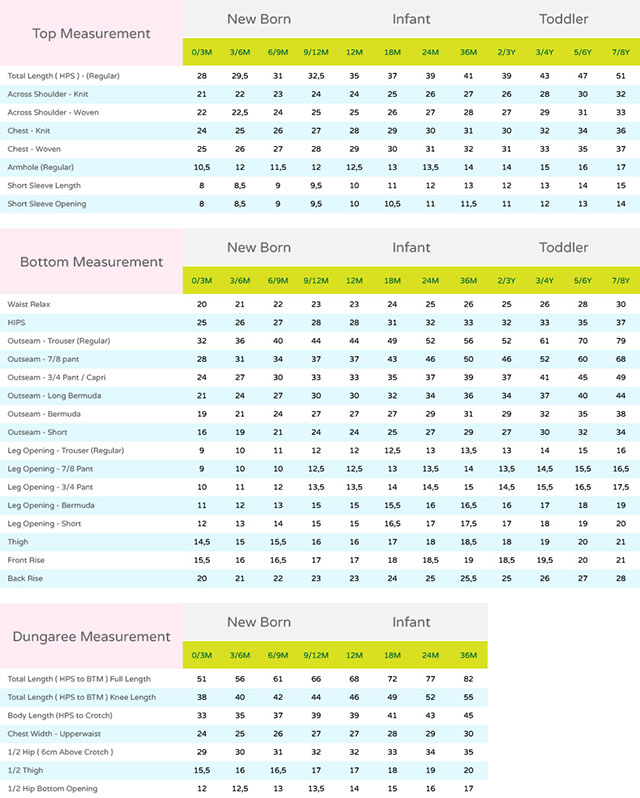 Top Measurement New Born Infant Toddler
0/3M 3/6M 6/9M 9/12M 12M 18M 24M 36M 2/3Y 3/4Y 5/6Y 7/8Y
Total Length ( HPS ) - (Regular) 28 29,5 31 32,5 35 37 39 41 39 43 47 51
Across Shoulder - Knit 21 22 23 24 24 25 26 27 26 28 30 32
Across Shoulder - Woven 22 22,5 24 25 25 26 27 28 27 29 31 33
Chest - Knit 24 25 26 27 28 29 30 31 30 32 34 36
Chest - Woven 25 26 27 28 29 30 31 32 31 33 35 37
Armhole (Regular) 10,5 12 11,5 12 12,5 13 13,5 14 14 15 16 17
Short Sleeve Length 8 8,5 9 9,5 10 11 12 13 12 13 14 15
Short Sleeve Opening 8 8,5 9 9,5 10 10,5 11 11,5 11 12 13 14
Bottom Measurement New Born Infant Toddler
0/3M 3/6M 6/9M 9/12M 12M 18M 24M 36M 2/3Y 3/4Y 5/6Y 7/8Y
Waist Relax 20 21 22 23 23 24 25 26 25 26 28 30
HIPS 25 26 27 28 28 31 32 33 32 33 35 37
Outseam - Trouser (Regular) 32 36 40 44 44 49 52 56 52 61 70 79
Outseam - 7/8 pant 28 31 34 37 37 43 46 50 46 52 60 68
Outseam - 3/4 Pant / Capri 24 27 30 33 33 35 37 39 37 41 45 49
Outseam - Long Bermuda 21 24 27 30 30 32 34 36 34 37 40 44
Outseam - Bermuda 19 21 24 27 27 27 29 31 29 32 35 38
Outseam - Short 16 19 21 24 24 25 27 29 27 30 32 34
Leg Opening - Trouser (Regular) 9 10 11 12 12 12,5 13 13,5 13 14 15 16
Leg Opening - 7/8 Pant 9 10 10 12,5 12,5 13 13,5 14 13,5 14,5 15,5 16,5
Leg Opening - 3/4 Pant 10 11 12 13,5 13,5 14 14,5 15 14,5 15,5 16,5 17,5
Leg Opening - Bermuda 11 12 13 15 15 15,5 16 16,5 16 17 18 19
Leg Opening - Short 12 13 14 15 15 16,5 17 17,5 17 18 19 20
Thigh 14,5 15 15,5 16 16 17 18 18,5 18 19 20 21
Front Rise 15,5 16 16,5 17 17 18 18,5 19 18,5 19,5 20 21
Back Rise 20 21 22 23 23 24 25 25,5 25 26 27 28
Dungaree Measurement New Born Infant
0/3M 3/6M 6/9M 9/12M 12M 18M 24M 36M
Total Length ( HPS to BTM ) Full Length 51 56 61 66 68 72 77 82
Total Length ( HPS to BTM ) Knee Length 38 40 42 44 46 49 52 55
Body Length (HPS to Crotch) 33 35 37 39 39 41 43 45
Chest Width - Upperwaist 24 25 26 27 27 28 29 30
1/2 Hip ( 6cm Above Crotch ) 29 30 31 32 32 33 34 35
1/2 Thigh 15,5 16 16,5 17 17 18 19 20
1/2 Hip Bottom Opening 12 12,5 13 13,5 14 15 16 17